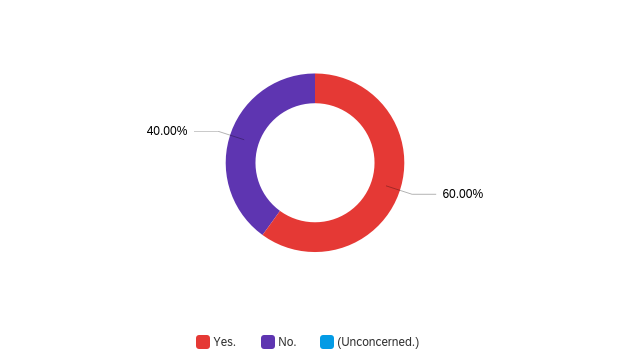 40.00%
60.00%
Yes.
No.
(Unconcerned.)